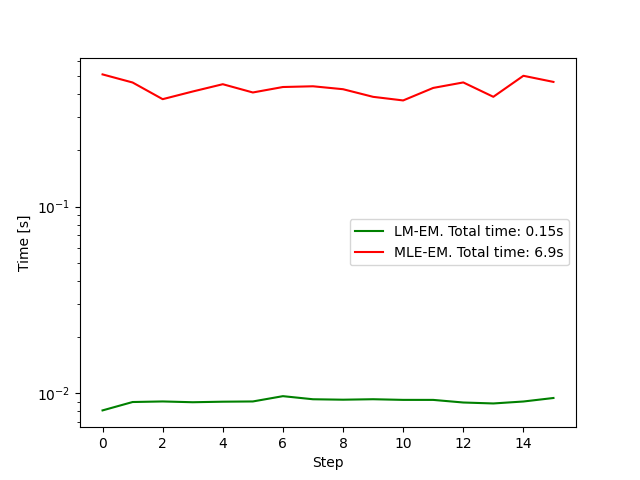 10⁻¹
10⁻²
Time [s]
LM-EM. Total time: 0.15s
MLE-EM. Total time: 6.9s
0 2 4 6 8 10 12 14
Step